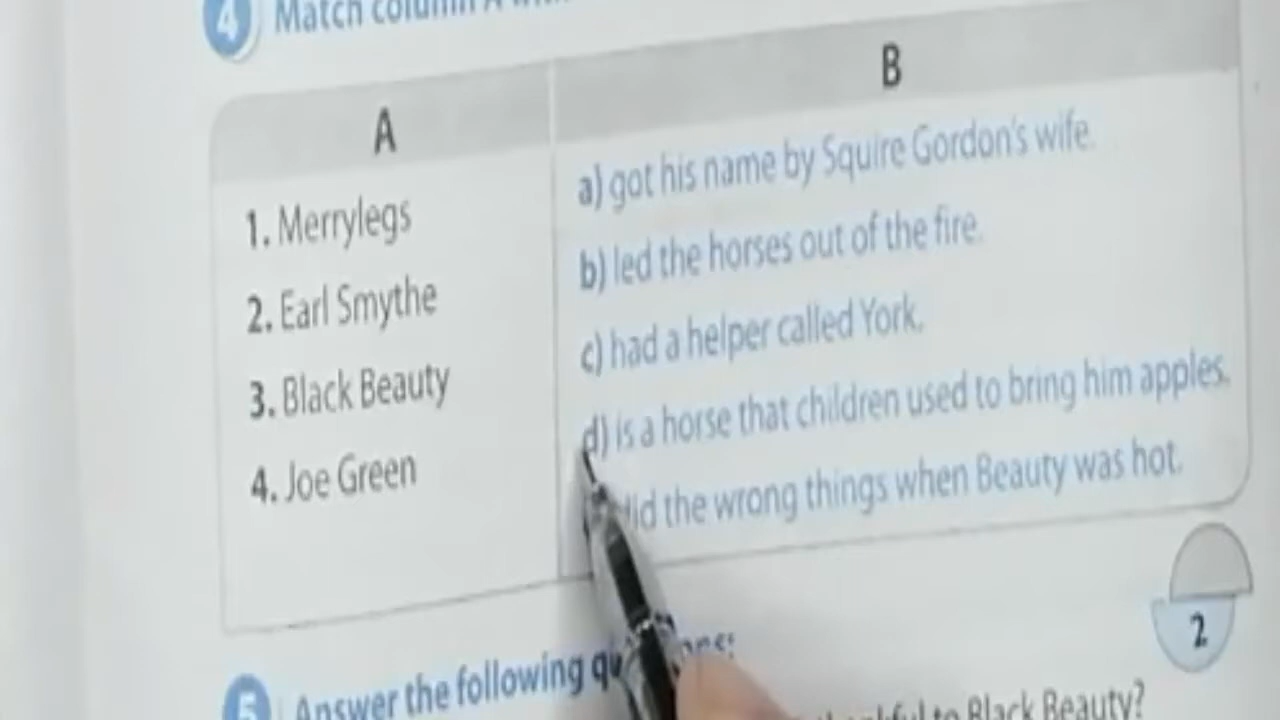 4 Match column A
A
B
1. Merrylegs
2. Earl Smythe
3. Black Beauty
4. Joe Green
a) got his name by Squire Gordon's wife.
b) led the horses out of the fire.
c) had a helper called York.
d) is a horse that children used to bring him apples.
did the wrong things when Beauty was hot.
2
5 Answer the following
to Black Beauty?